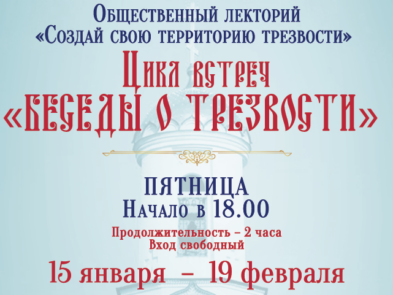 Общественный лекторий
«Создай свою территорию трезвости»
Цикл встреч
«БЕСЕДЫ О ТРЕЗВОСТИ»
ПЯТНИЦА
Начало в 18.00
Продолжительность – 2 часа
Вход свободный
15 января – 19 февраля